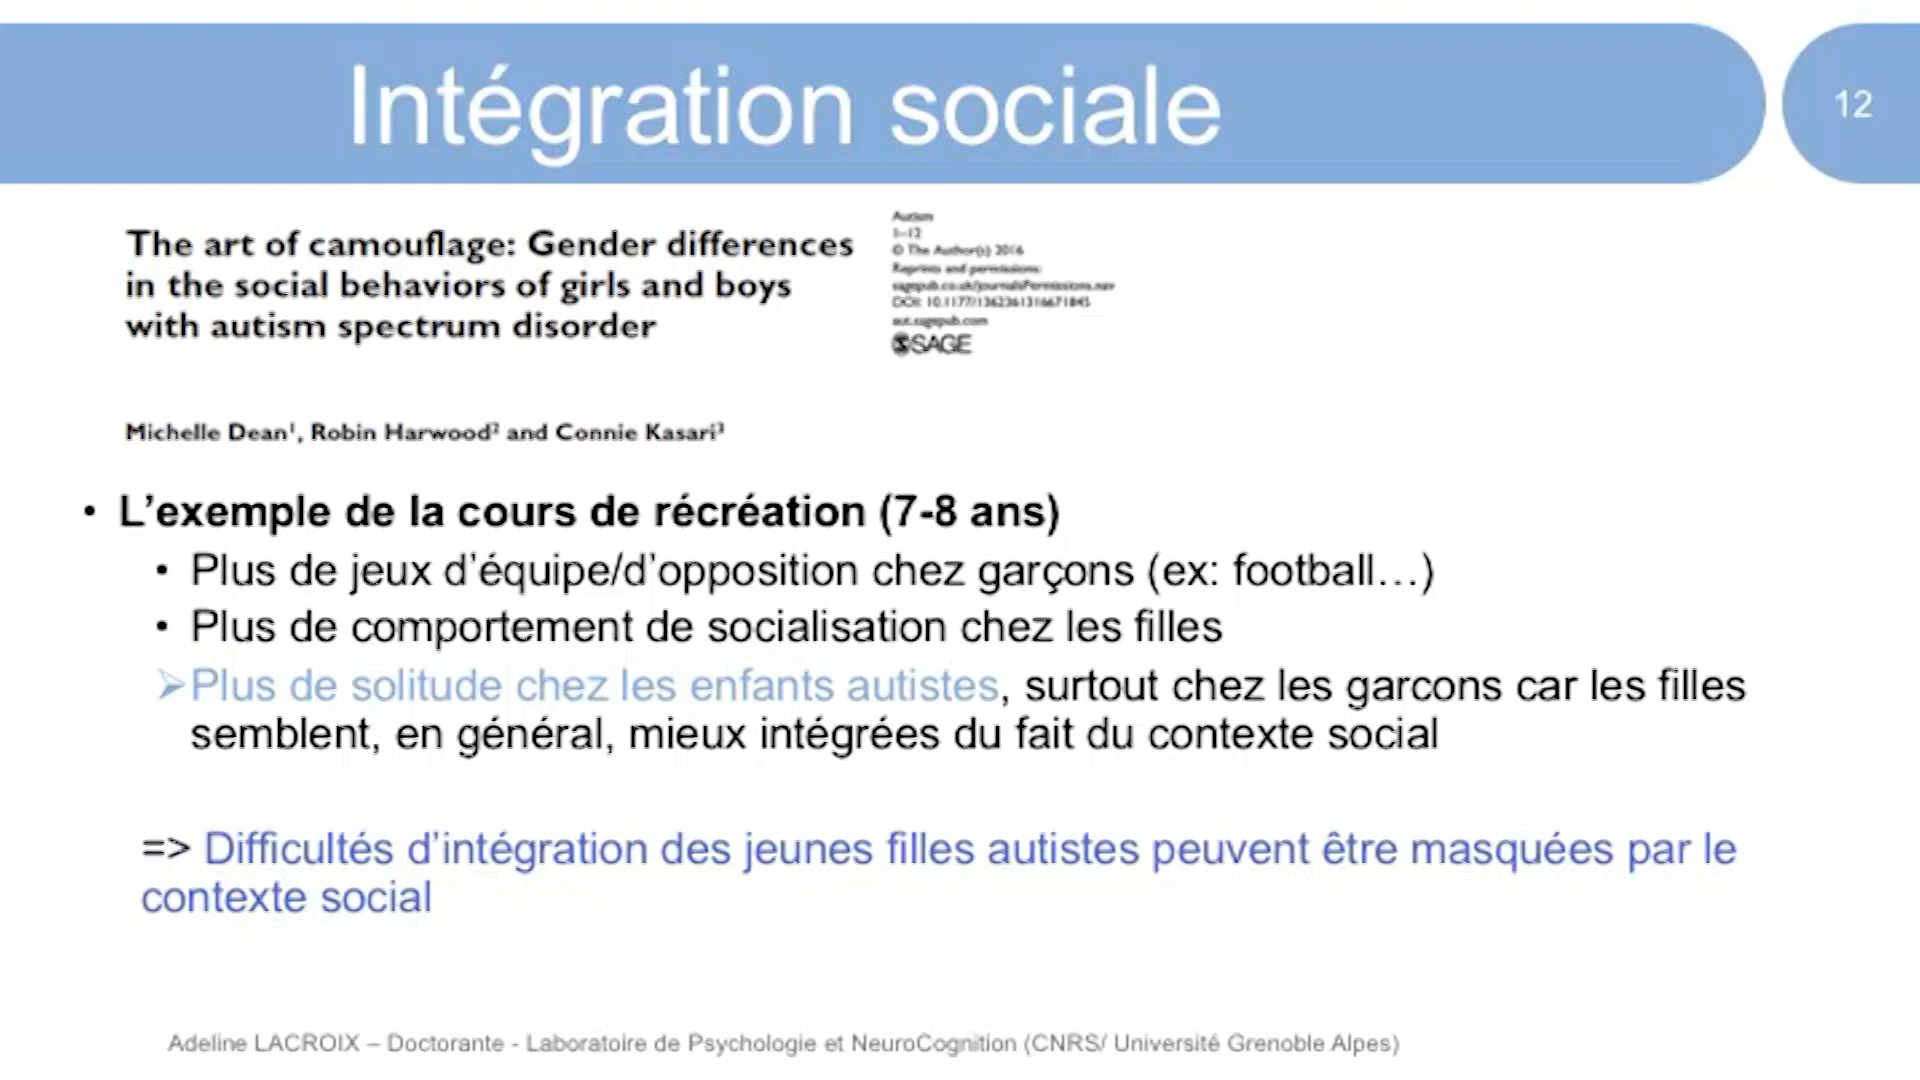 Intégration sociale
12
The art of camouflage: Gender differences
in the social behaviors of girls and boys
with autism spectrum disorder
Autism
1–12
© The Author(s) 2016
Reprints and permissions:
sagepub.co.uk/journalsPermissions.nav
DOI: 10.1177/1362361316671845
aut.sagepub.com
SAGE
Michelle Dean¹, Robin Harwood² and Connie Kasari³
• L’exemple de la cours de récréation (7-8 ans)
• Plus de jeux d’équipe/d’opposition chez garçons (ex: football…)
• Plus de comportement de socialisation chez les filles
➢Plus de solitude chez les enfants autistes, surtout chez les garcons car les filles
semblent, en général, mieux intégrées du fait du contexte social
=> Difficultés d’intégration des jeunes filles autistes peuvent être masquées par le
contexte social
Adeline LACROIX – Doctorante - Laboratoire de Psychologie et NeuroCognition (CNRS/ Université Grenoble Alpes)